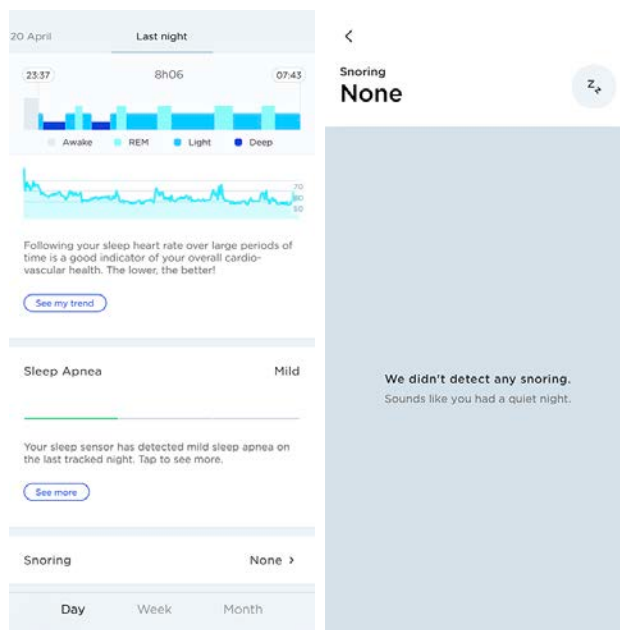 20 April
Last night
23:37
8h06
07:43
Awake
REM
Light
Deep
70
60
50
Following your sleep heart rate over large periods of
time is a good indicator of your overall cardio-
vascular health. The lower, the better!
See my trend
Sleep Apnea
Mild
Your sleep sensor has detected mild sleep apnea on
the last tracked night. Tap to see more.
See more
Snoring
None >
Day
Week
Month
<
Snoring
None
Z z
We didn't detect any snoring.
Sounds like you had a quiet night.